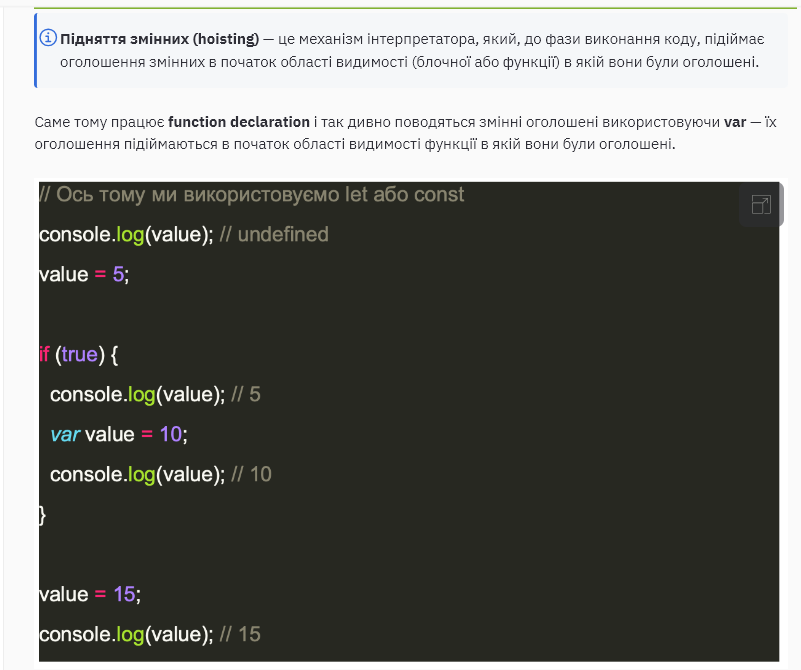 Підняття змінних (hoisting) — це механізм інтерпретатора, який, до фази виконання коду, підіймає
оголошення змінних в початок області видимості (блочної або функції) в якій вони були оголошені.
Саме тому працює function declaration і так дивно поводяться змінні оголошені використовуючи var — їх
оголошення підіймаються в початок області видимості функції в якій вони були оголошені.
// Ось тому ми використовуємо let або const
console.log(value); // undefined
value = 5;
if (true) {
console.log(value); // 5
var value = 10;
console.log(value); // 10
}
value = 15;
console.log(value); // 15